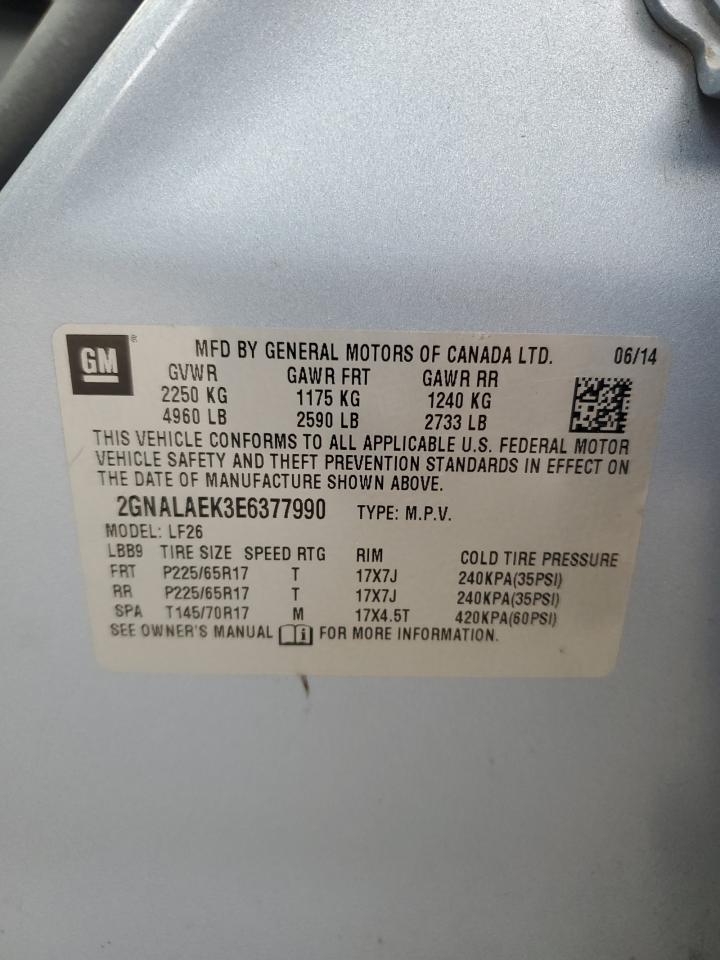 GM ® MFD BY GENERAL MOTORS OF CANADA LTD. 06/14
GVWR GAWR FRT GAWR RR
2250 KG 1175 KG 1240 KG
4960 LB 2590 LB 2733 LB
THIS VEHICLE CONFORMS TO ALL APPLICABLE U.S. FEDERAL MOTOR
VEHICLE SAFETY AND THEFT PREVENTION STANDARDS IN EFFECT ON
THE DATE OF MANUFACTURE SHOWN ABOVE.
2GNALAEK3E6377990 TYPE: M.P.V.
MODEL: LF26
LBB9 TIRE SIZE SPEED RTG RIM COLD TIRE PRESSURE
FRT P225/65R17 T 17X7J 240KPA(35PSI)
RR P225/65R17 T 17X7J 240KPA(35PSI)
SPA T145/70R17 M 17X4.5T 420KPA(60PSI)
SEE OWNER'S MANUAL i FOR MORE INFORMATION.